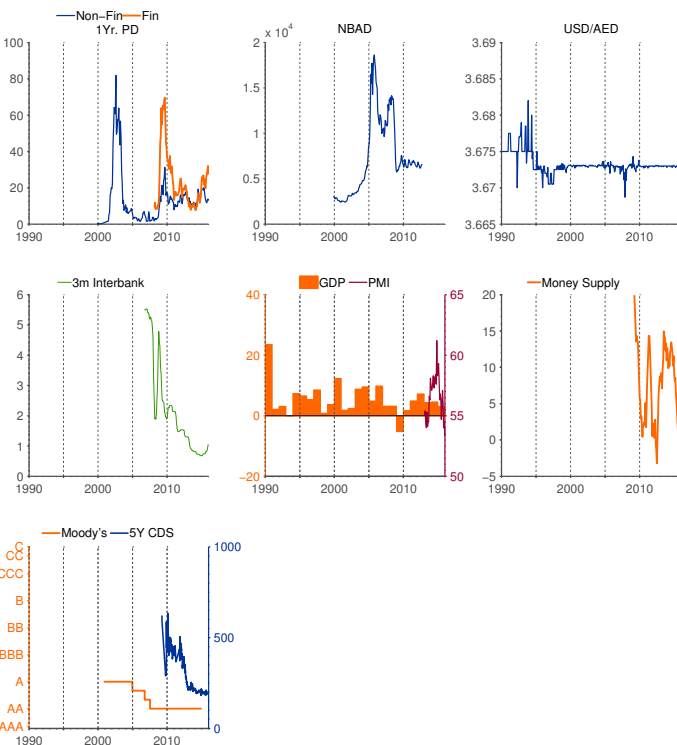 Non−Fin Fin
1Yr. PD
100
80
60
40
20
0
1990 2000 2010
x 10⁴ NBAD
2
1.5
1
0.5
0
1990 2000 2010
USD/AED
3.69
3.685
3.68
3.675
3.67
3.665
1990 2000 2010
3m Interbank
6
5
4
3
2
1
0
1990 2000 2010
GDP PMI
40 65
20 60
0 55
−20 50
1990 2000 2010
Money Supply
20
15
10
5
0
−5
1990 2000 2010
Moody's 5Y CDS
C 1000
CC
CCC
B
BB 500
BBB
A
AA
AAA 0
1990 2000 2010